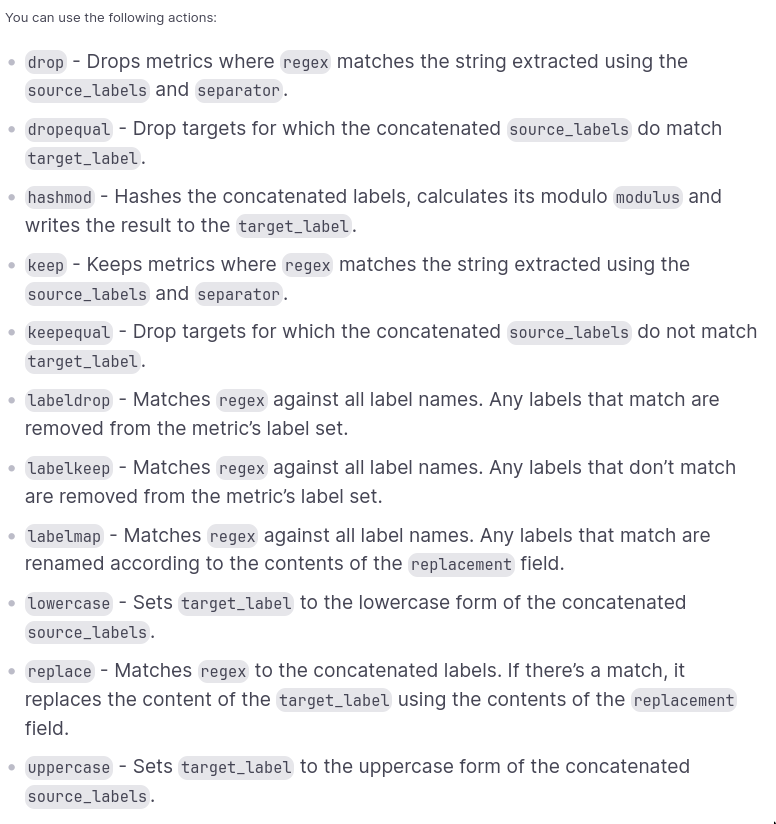 You can use the following actions:
• drop - Drops metrics where regex matches the string extracted using the
source_labels and separator.
• dropequal - Drop targets for which the concatenated source_labels do match
target_label.
• hashmod - Hashes the concatenated labels, calculates its modulo modulus and
writes the result to the target_label.
• keep - Keeps metrics where regex matches the string extracted using the
source_labels and separator.
• keepequal - Drop targets for which the concatenated source_labels do not match
target_label.
• labeldrop - Matches regex against all label names. Any labels that match are
removed from the metric’s label set.
• labelkeep - Matches regex against all label names. Any labels that don’t match
are removed from the metric’s label set.
• labelmap - Matches regex against all label names. Any labels that match are
renamed according to the contents of the replacement field.
• lowercase - Sets target_label to the lowercase form of the concatenated
source_labels.
• replace - Matches regex to the concatenated labels. If there’s a match, it
replaces the content of the target_label using the contents of the replacement
field.
• uppercase - Sets target_label to the uppercase form of the concatenated
source_labels.